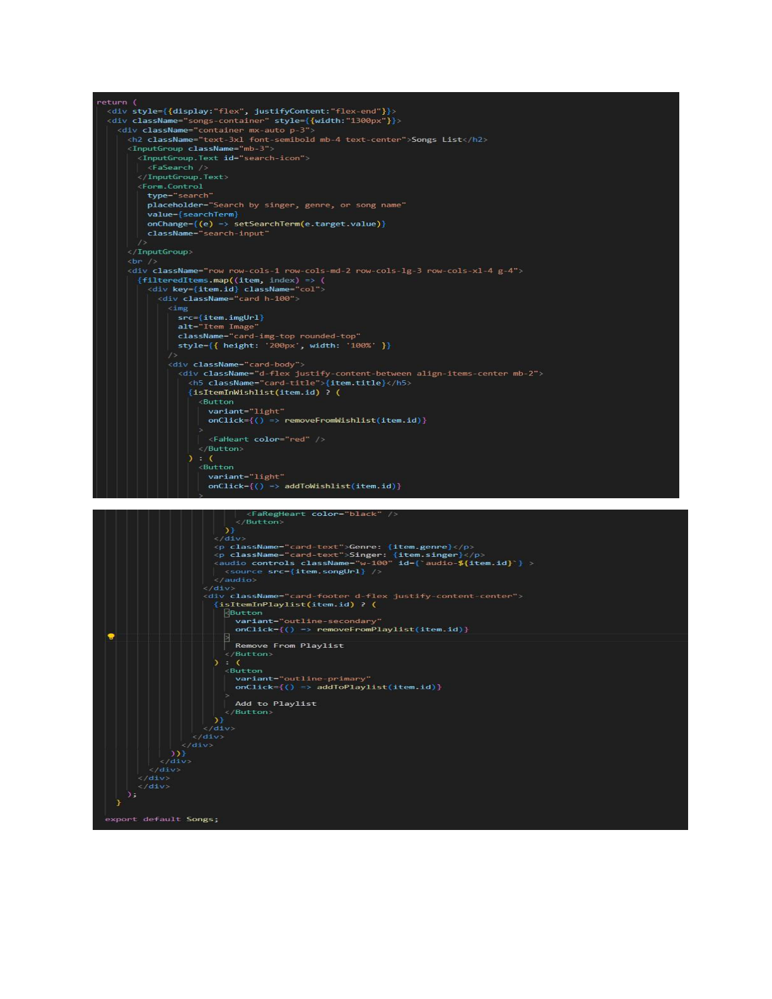 return (
<div style={{display:"flex", justifyContent:"flex-end"}}>
<div className="songs-container" style={{width:"1300px"}}>
<div className="container mx-auto p-3">
<h2 className="text-3xl font-semibold mb-4 text-center">Songs List</h2>
<InputGroup className="mb-3">
<InputGroup.Text id="search-icon">
<FaSearch />
</InputGroup.Text>
<Form.Control
type="search"
placeholder="Search by singer, genre, or song name"
value={searchTerm}
onChange={(e) => setSearchTerm(e.target.value)}
className="search-input"
/>
</InputGroup>
<br />
<div className="row row-cols-1 row-cols-md-2 row-cols-lg-3 row-cols-xl-4 g-4">
{filteredItems.map((item, index) => (
<div key={item.id} className="col">
<div className="card h-100">
<img
src={item.imgUrl}
alt="Item Image"
className="card-img-top rounded-top"
style={{ height: '200px', width: '100%' }}
/>
<div className="card-body">
<div className="d-flex justify-content-between align-items-center mb-2">
<h5 className="card-title">{item.title}</h5>
{isItemInWishlist(item.id) ? (
<Button
variant="light"
onClick={() => removeFromWishlist(item.id)}
>
<FaHeart color="red" />
</Button>
) : (
<Button
variant="light"
onClick={() => addToWishlist(item.id)}
>
<FaRegHeart color="black" />
</Button>
)}
</div>
<p className="card-text">Genre: {item.genre}</p>
<p className="card-text">Singer: {item.singer}</p>
<audio controls className="w-100" id={`audio-${item.id}`} >
<source src={item.songUrl} />
</audio>
</div>
<div className="card-footer d-flex justify-content-center">
{isItemInPlaylist(item.id) ? (
<Button
variant="outline-secondary"
onClick={() => removeFromPlaylist(item.id)}
>
Remove From Playlist
</Button>
) : (
<Button
variant="outline-primary"
onClick={() => addToPlaylist(item.id)}
>
Add to Playlist
</Button>
)}
</div>
</div>
</div>
))}
</div>
</div>
</div>
</div>
);
}
export default Songs;